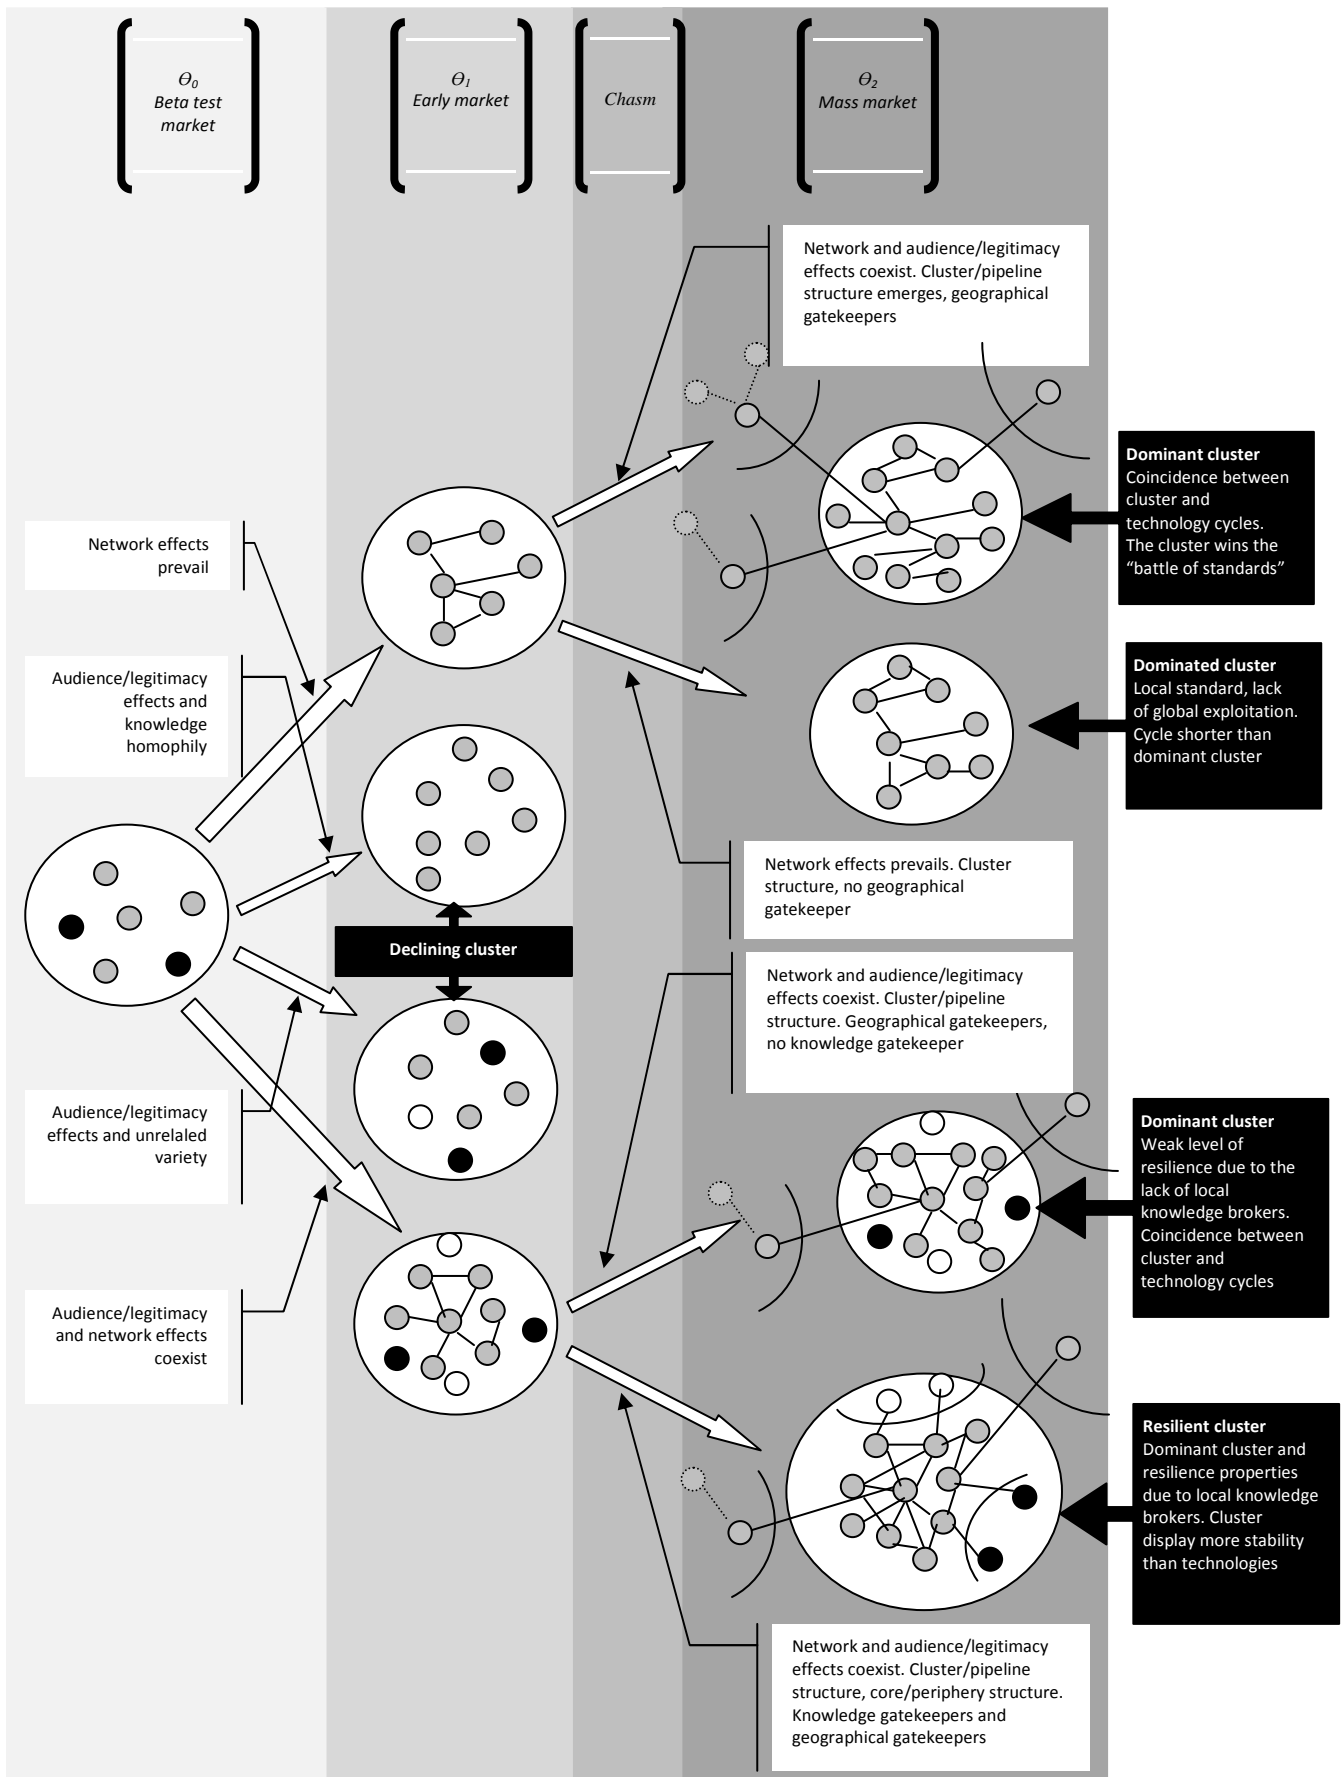 Ɵ0
Beta test
market
Ɵ1
Early market
Chasm
Ɵ2
Mass market
Network and audience/legitimacy
effects coexist. Cluster/pipeline
structure emerges, geographical
gatekeepers
Dominant cluster
Coincidence between
cluster and
technology cycles.
The cluster wins the
“battle of standards”
Network effects
prevail
Audience/legitimacy
effects and
knowledge
homophily
Dominated cluster
Local standard, lack
of global exploitation.
Cycle shorter than
dominant cluster
Network effects prevails. Cluster
structure, no geographical
gatekeeper
Declining cluster
Network and audience/legitimacy
effects coexist. Cluster/pipeline
structure. Geographical gatekeepers,
no knowledge gatekeeper
Audience/legitimacy
effects and unrelaled
variety
Dominant cluster
Weak level of
resilience due to the
lack of local
knowledge brokers.
Coincidence between
cluster and
technology cycles
Audience/legitimacy
and network effects
coexist
Resilient cluster
Dominant cluster and
resilience properties
due to local knowledge
brokers. Cluster
display more stability
than technologies
Network and audience/legitimacy
effects coexist. Cluster/pipeline
structure, core/periphery structure.
Knowledge gatekeepers and
geographical gatekeepers